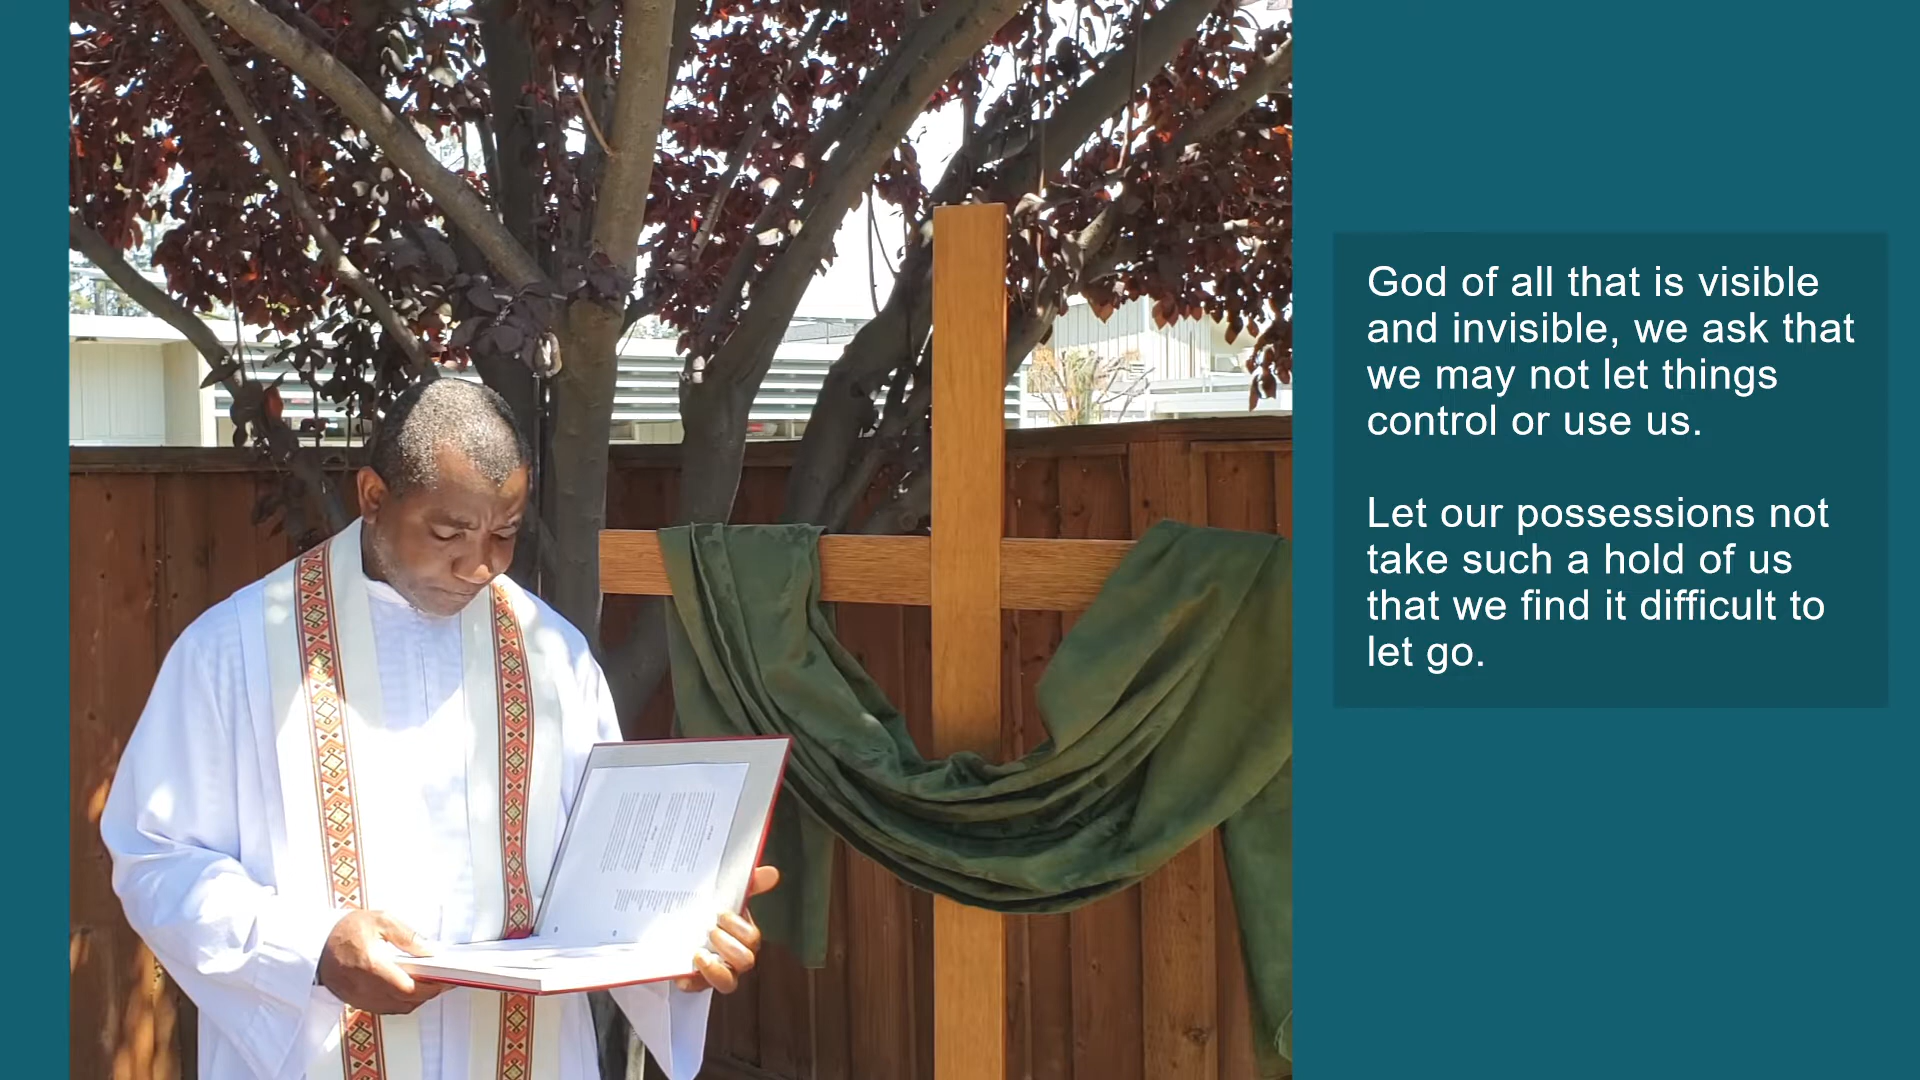 God of all that is visible
and invisible, we ask that
we may not let things
control or use us.
Let our possessions not
take such a hold of us
that we find it difficult to
let go.